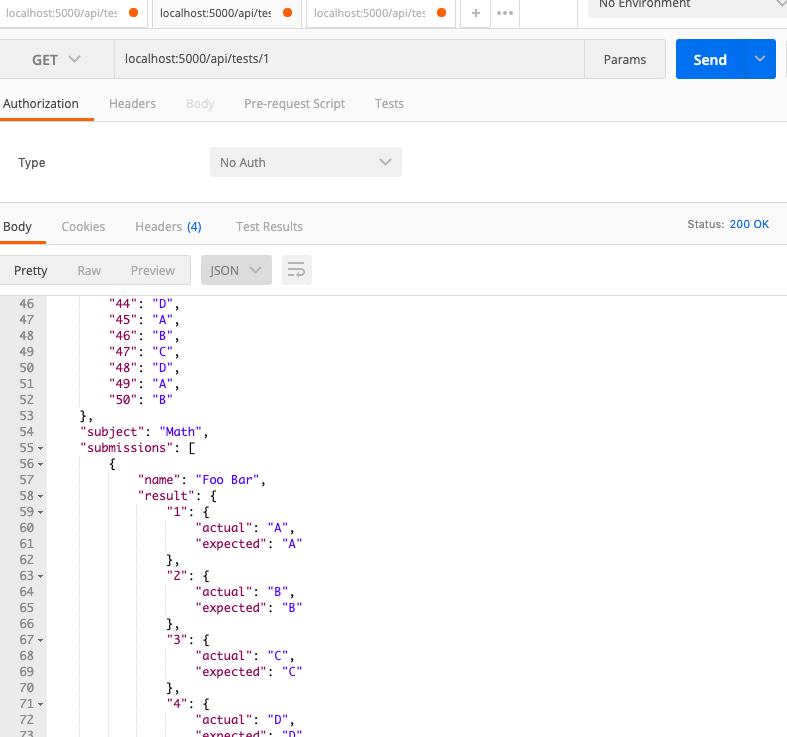 localhost:5000/api/tes localhost:5000/api/tes localhost:5000/api/tes + ••• No Environment
GET localhost:5000/api/tests/1 Params Send
Authorization Headers Body Pre-request Script Tests
Type No Auth
Body Cookies Headers (4) Test Results Status: 200 OK
Pretty Raw Preview JSON
46 "44": "D",
47 "45": "A",
48 "46": "B",
49 "47": "C",
50 "48": "D",
51 "49": "A",
52 "50": "B"
53 },
54 "subject": "Math",
55 "submissions": [
56 {
57 "name": "Foo Bar",
58 "result": {
59 "1": {
60 "actual": "A",
61 "expected": "A"
62 },
63 "2": {
64 "actual": "B",
65 "expected": "B"
66 },
67 "3": {
68 "actual": "C",
69 "expected": "C"
70 },
71 "4": {
72 "actual": "D",
73 "expected": "D"